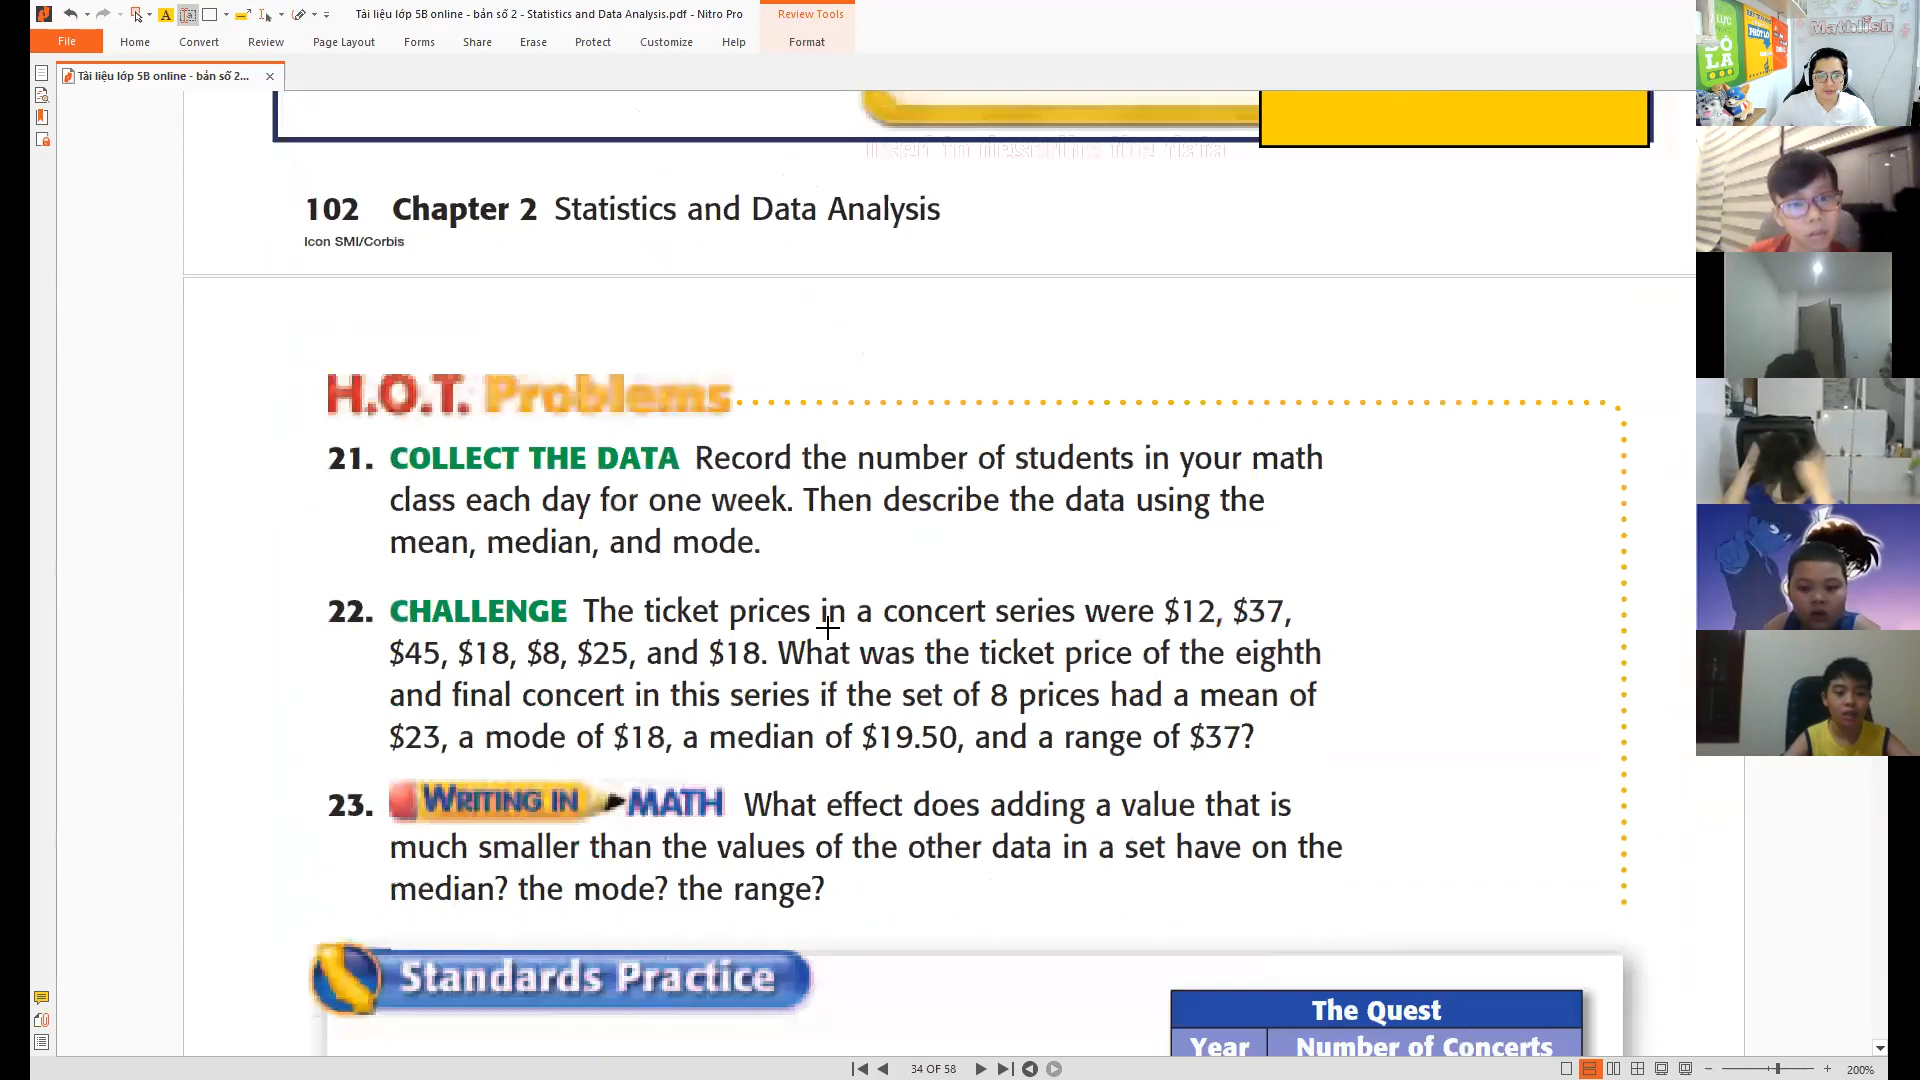 Tài liệu lớp 5B online - bản số 2 - Statistics and Data Analysis.pdf - Nitro Pro
Review Tools
File
Home
Convert
Review
Page Layout
Forms
Share
Erase
Protect
Customize
Help
Format
Tài liệu lớp 5B online - bản số 2...
used to describe the data
102 Chapter 2 Statistics and Data Analysis
Icon SMI/Corbis
H.O.T. Problems
21. COLLECT THE DATA Record the number of students in your math
class each day for one week. Then describe the data using the
mean, median, and mode.
22. CHALLENGE The ticket prices in a concert series were $12, $37,
$45, $18, $8, $25, and $18. What was the ticket price of the eighth
and final concert in this series if the set of 8 prices had a mean of
$23, a mode of $18, a median of $19.50, and a range of $37?
23. WRITING IN MATH What effect does adding a value that is
much smaller than the values of the other data in a set have on the
median? the mode? the range?
Standards Practice
The Quest
Year Number of Concerts
34 OF 58
200%
Mathlish